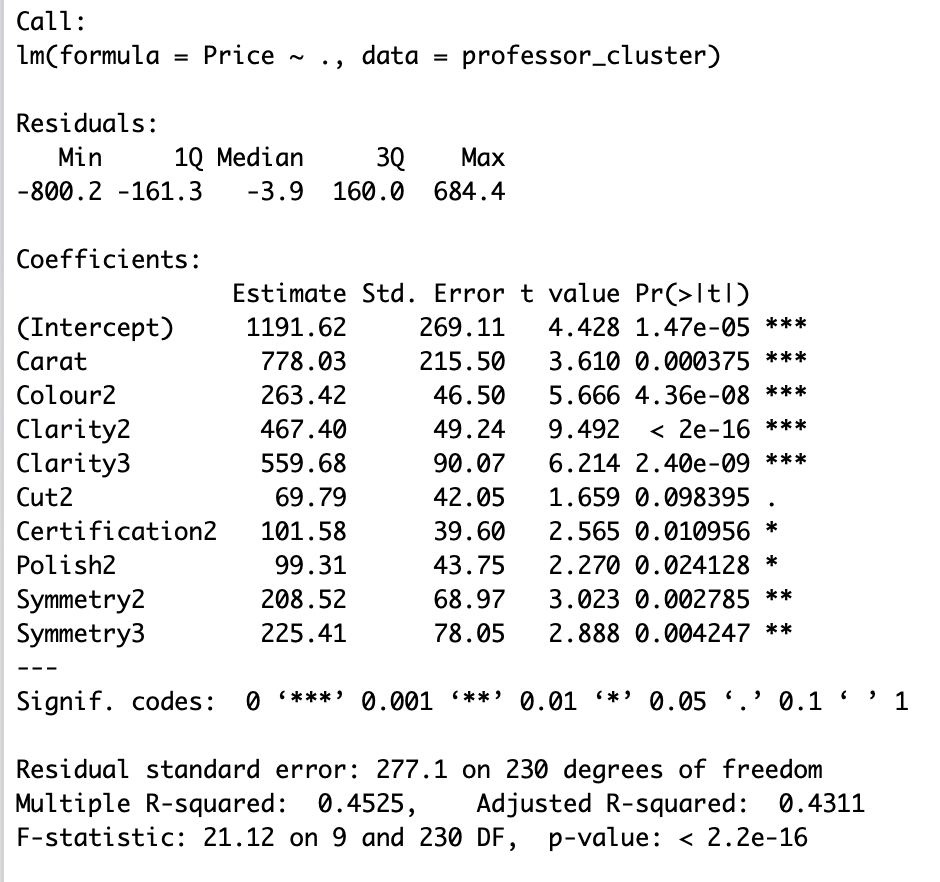 Call:
lm(formula = Price ~ ., data = professor_cluster)
Residuals:
Min 1Q Median 3Q Max
-800.2 -161.3 -3.9 160.0 684.4
Coefficients:
Estimate Std. Error t value Pr(>|t|)
(Intercept) 1191.62 269.11 4.428 1.47e-05 ***
Carat 778.03 215.50 3.610 0.000375 ***
Colour2 263.42 46.50 5.666 4.36e-08 ***
Clarity2 467.40 49.24 9.492 < 2e-16 ***
Clarity3 559.68 90.07 6.214 2.40e-09 ***
Cut2 69.79 42.05 1.659 0.098395 .
Certification2 101.58 39.60 2.565 0.010956 *
Polish2 99.31 43.75 2.270 0.024128 *
Symmetry2 208.52 68.97 3.023 0.002785 **
Symmetry3 225.41 78.05 2.888 0.004247 **
---
Signif. codes: 0 ‘***’ 0.001 ‘**’ 0.01 ‘*’ 0.05 ‘.’ 0.1 ‘ ’ 1
Residual standard error: 277.1 on 230 degrees of freedom
Multiple R-squared: 0.4525, Adjusted R-squared: 0.4311
F-statistic: 21.12 on 9 and 230 DF, p-value: < 2.2e-16